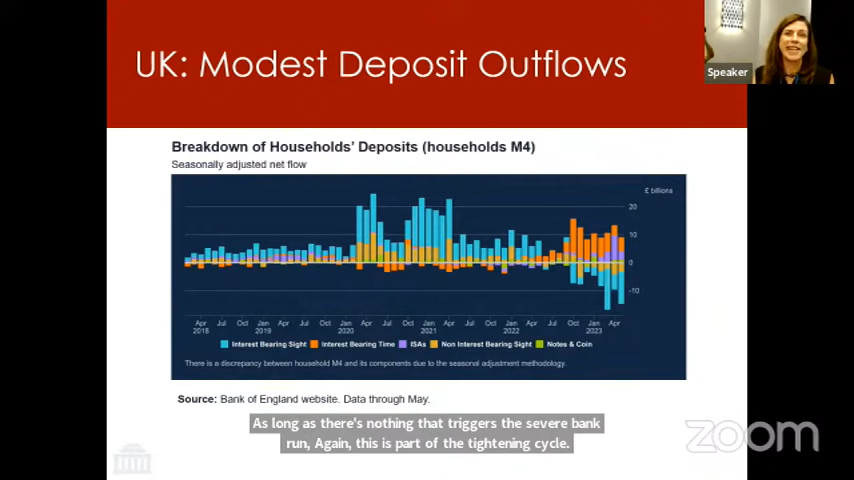 UK: Modest Deposit Outflows
Speaker
Breakdown of Households' Deposits (households M4)
Seasonally adjusted net flow
£ billions
20
10
0
-10
Apr Jul Oct Jan Apr Jul Oct Jan Apr Jul Oct Jan Apr Jul Oct Jan Apr Jul Oct Jan Apr
2018 2019 2020 2021 2022 2023
Interest Bearing Sight Interest Bearing Time ISAs Non Interest Bearing Sight Notes & Coin
There is a discrepancy between household M4 and its components due to the seasonal adjustment methodology.
Source: Bank of England website. Data through May.
As long as there's nothing that triggers the severe bank
run, Again, this is part of the tightening cycle.
zoom